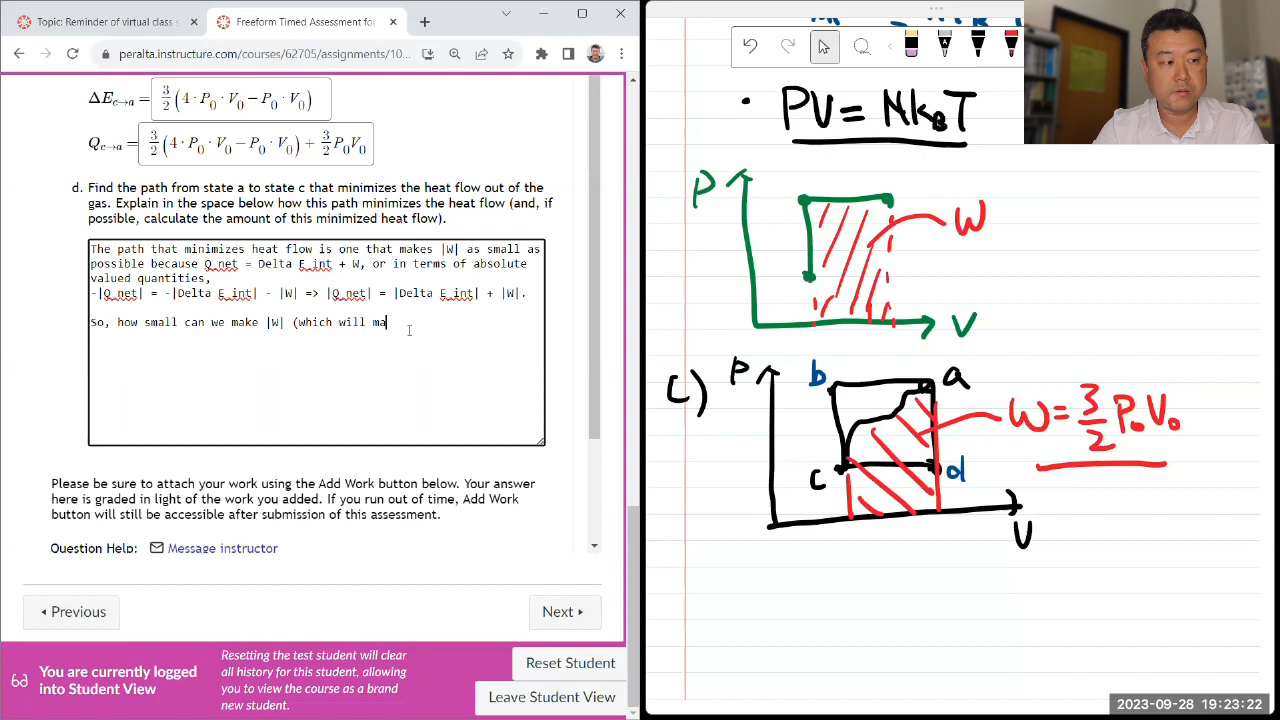 Topic: Reminder of virtual class s
Freeform Timed Assessment for
peralta.instructure.com/courses/62705/assignments/10...
ΔE_{c→a} = 3/2 (4 · P_0 · V_0 − P_0 · V_0)
Q_{c→a} = 3/2 (4 · P_0 · V_0 − P_0 · V_0) + 3/2 P_0 V_0
d. Find the path from state a to state c that minimizes the heat flow out of the
gas. Explain in the space below how this path minimizes the heat flow (and, if
possible, calculate the amount of this minimized heat flow).
The path that minimizes heat flow is one that makes |W| as small as
possible because Q_net = Delta E_int + W, or in terms of absolute
valued quantities,
-|Q_net| = -|Delta E_int| - |W| => |Q_net| = |Delta E_int| + |W|.
So, how small can we make |W| (which will ma
Please be sure to attach your work using the Add Work button below. Your answer
here is graded in light of the work you added. If you run out of time, Add Work
button will still be accessible after submission of this assessment.
Question Help: Message instructor
Previous
Next
You are currently logged
into Student View
Resetting the test student will clear
all history for this student, allowing
you to view the course as a brand
new student.
Reset Student
Leave Student View
• PV = Nk_BT
P
W
V
C)
P
b
a
W = 3/2 P_0 V_0
c
d
V
2023-09-28 19:23:22